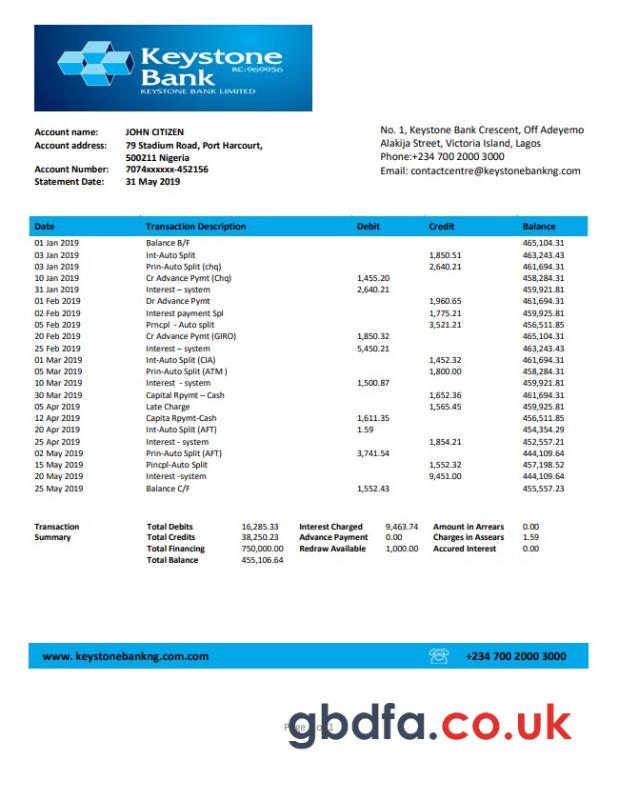 Keystone
Bank
RC:969956
KEYSTONE BANK LIMITED
Account name: JOHN CITIZEN
Account address: 79 Stadium Road, Port Harcourt,
500211 Nigeria
Account Number: 7074xxxxxx-452156
Statement Date: 31 May 2019
No. 1, Keystone Bank Crescent, Off Adeyemo
Alakija Street, Victoria Island, Lagos
Phone:+234 700 2000 3000
Email: contactcentre@keystonebankng.com
Date Transaction Description Debit Credit Balance
01 Jan 2019 Balance B/F 465,104.31
03 Jan 2019 Int-Auto Split 1,850.51 463,243.43
03 Jan 2019 Prin-Auto Split (chq) 2,640.21 461,694.31
10 Jan 2019 Cr Advance Pymt (Chq) 1,455.20 458,284.31
31 Jan 2019 Interest – system 2,640.21 459,921.81
01 Feb 2019 Dr Advance Pymt 1,960.65 461,694.31
02 Feb 2019 Interest payment Spl 1,775.21 459,925.81
05 Feb 2019 Prncpl - Auto split 3,521.21 456,511.85
20 Feb 2019 Cr Advance Pymt (GIRO) 1,850.32 465,104.31
25 Feb 2019 Interest – system 5,450.21 463,243.43
01 Mar 2019 Int-Auto Split (CIA) 1,452.32 461,694.31
05 Mar 2019 Prin-Auto Split (ATM ) 1,800.00 458,284.31
10 Mar 2019 Interest - system 1,500.87 459,921.81
30 Mar 2019 Capital Rpymt – Cash 1,652.36 461,694.31
05 Apr 2019 Late Charge 1,565.45 459,925.81
12 Apr 2019 Capita Rpymt-Cash 1,611.35 456,511.85
20 Apr 2019 Int-Auto Split (AFT) 1.59 454,354.29
25 Apr 2019 Interest - system 1,854.21 452,557.21
02 May 2019 Prin-Auto Split (AFT) 3,741.54 444,109.64
15 May 2019 Pincpl-Auto Split 1,552.32 457,198.52
20 May 2019 Interest -system 9,451.00 444,109.64
25 May 2019 Balance C/F 1,552.43 455,557.23
Transaction Total Debits 16,285.33 Interest Charged 9,463.74 Amount in Arrears 0.00
Summary Total Credits 38,250.23 Advance Payment 0.00 Charges in Assears 1.59
Total Financing 750,000.00 Redraw Available 1,000.00 Accured Interest 0.00
Total Balance 455,106.64
www. keystonebankng.com.com +234 700 2000 3000
gbdfa.co.uk